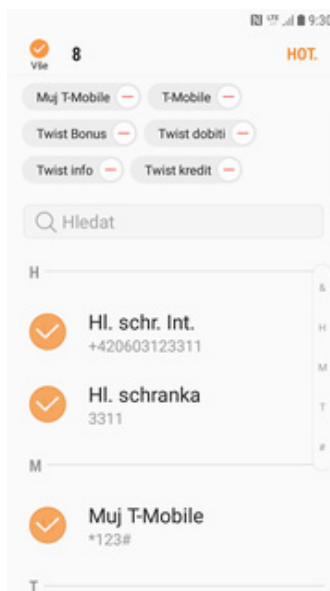 9:30
8 HOT.
Vše
Muj T-Mobile T-Mobile
Twist Bonus Twist dobiti
Twist info Twist kredit
Hledat
H
&
Hl. schr. Int.
+420603123311
H
M
Hl. schranka
3311
T
#
M
Muj T-Mobile
*123#
T